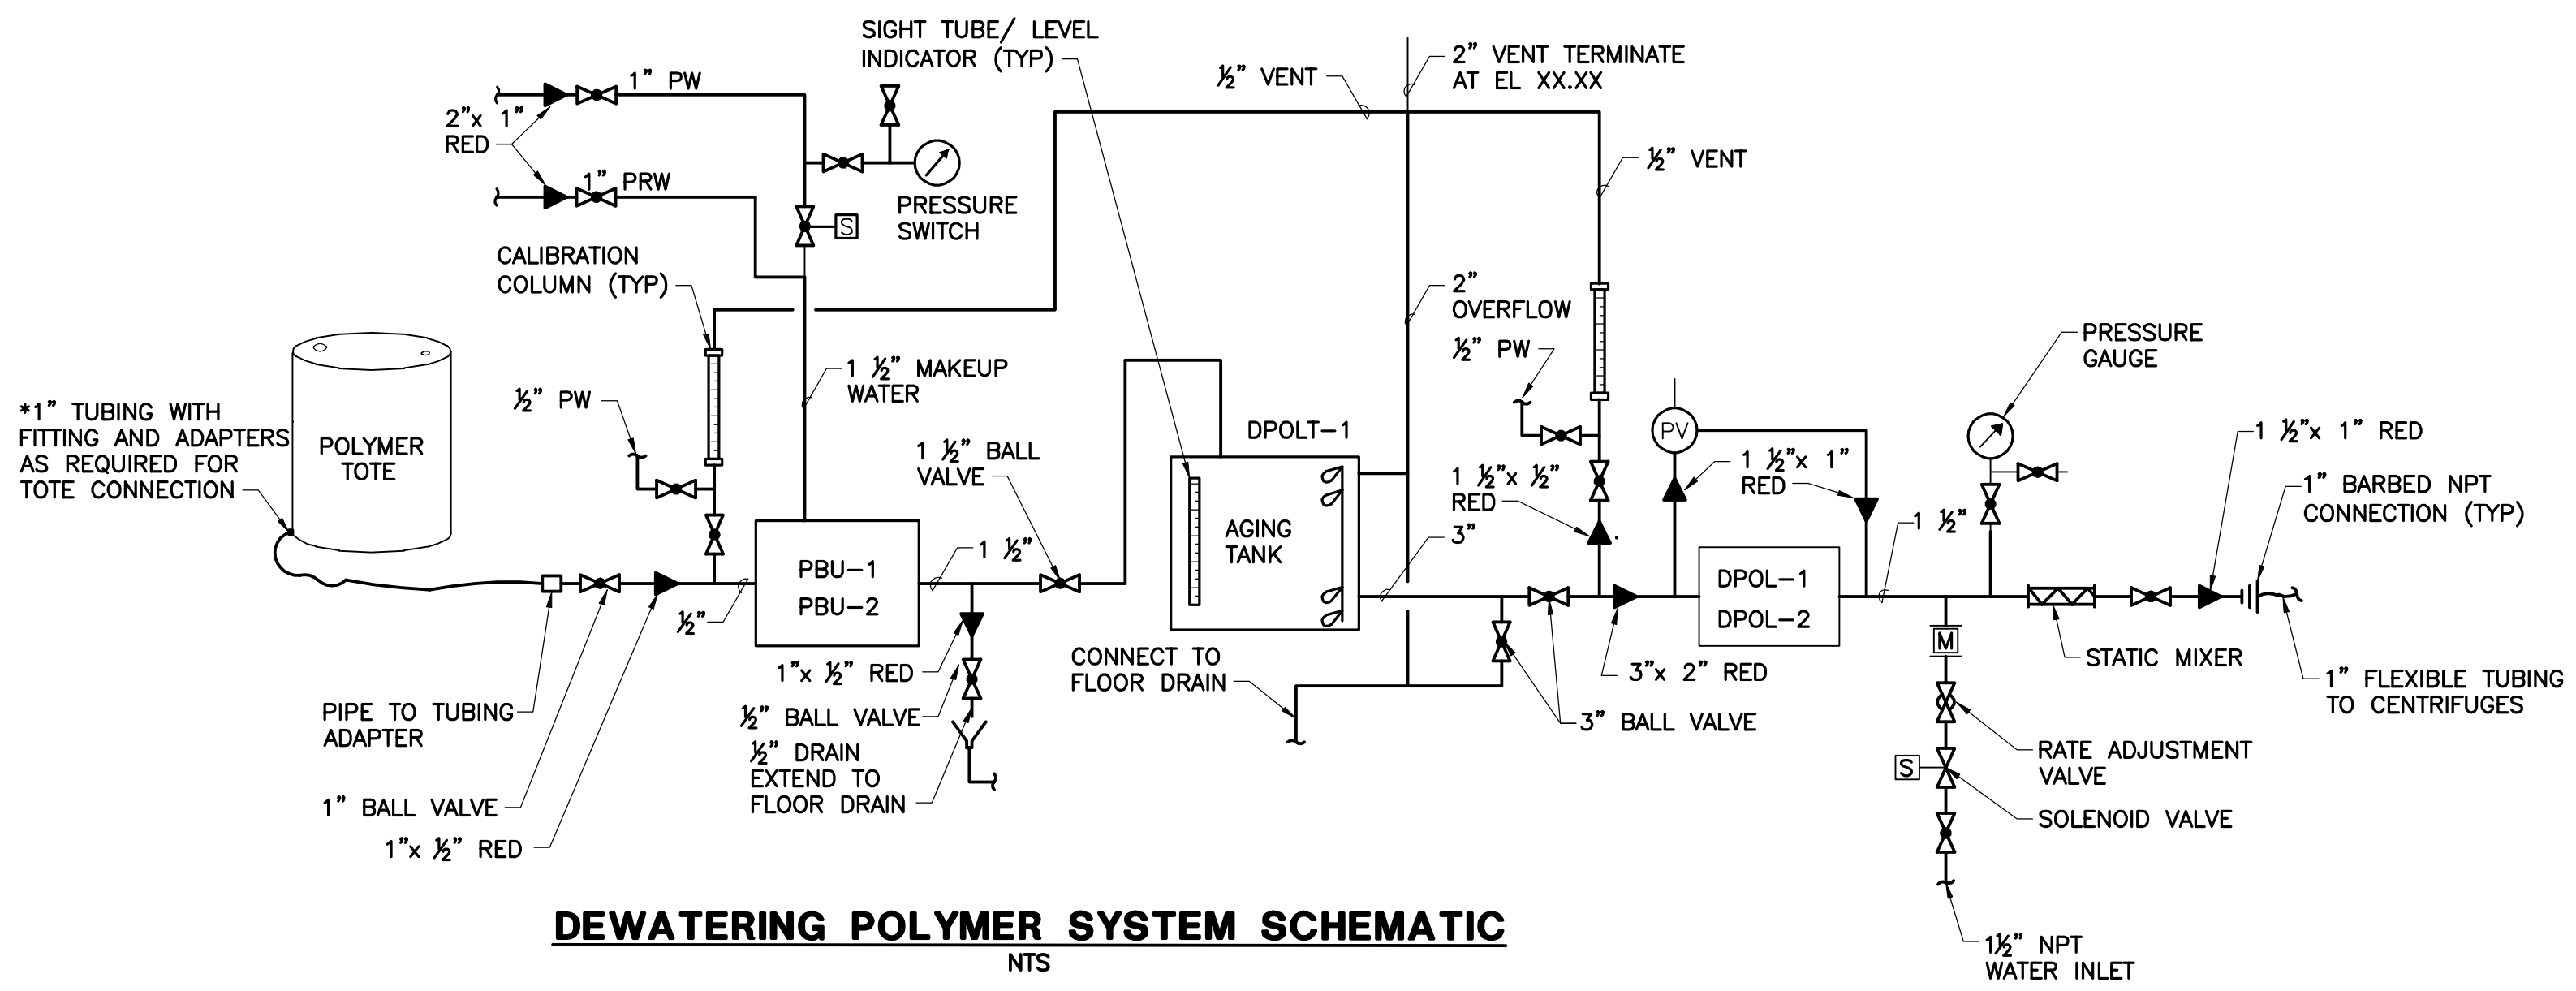 SIGHT TUBE/ LEVEL
INDICATOR (TYP)
½" VENT
2" VENT TERMINATE
AT EL XX.XX
1" PW
2"x 1"
RED
1" PRW
PRESSURE
SWITCH
S
½" VENT
CALIBRATION
COLUMN (TYP)
2"
OVERFLOW
½" PW
PRESSURE
GAUGE
1 ½" MAKEUP
WATER
½" PW
*1" TUBING WITH
FITTING AND ADAPTERS
AS REQUIRED FOR
TOTE CONNECTION
POLYMER
TOTE
1 ½" BALL
VALVE
DPOLT-1
AGING
TANK
PV
1 ½"x ½"
RED
3"
1 ½"x 1"
RED
1 ½"x 1" RED
1" BARBED NPT
CONNECTION (TYP)
1 ½"
PBU-1
PBU-2
1 ½"
DPOL-1
DPOL-2
½"
M
1"x ½" RED
CONNECT TO
FLOOR DRAIN
3"x 2" RED
STATIC MIXER
1" FLEXIBLE TUBING
TO CENTRIFUGES
PIPE TO TUBING
ADAPTER
½" BALL VALVE
3" BALL VALVE
½" DRAIN
EXTEND TO
FLOOR DRAIN
RATE ADJUSTMENT
VALVE
S
1" BALL VALVE
SOLENOID VALVE
1"x ½" RED
1½" NPT
WATER INLET
DEWATERING POLYMER SYSTEM SCHEMATIC
NTS